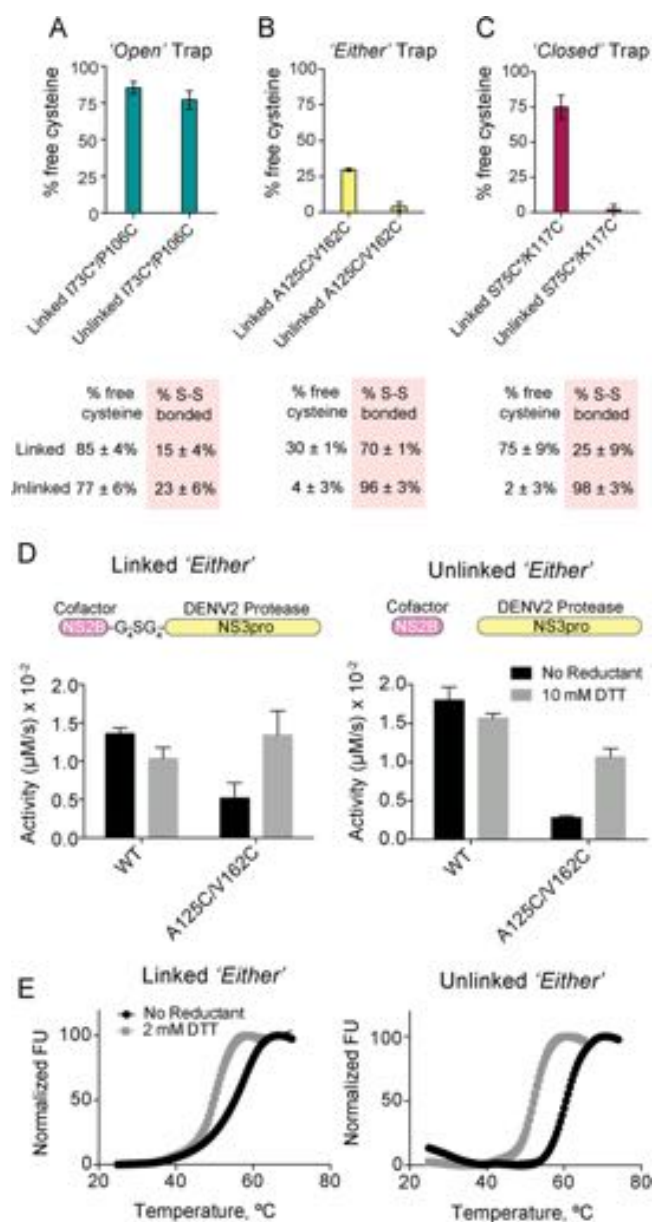 A
'Open' Trap
% free cysteine
100
75
50
25
0
Linked I73C*/P106C
Unlinked I73C*/P106C
B
'Either' Trap
% free cysteine
100
75
50
25
0
Linked A125C/V162C
Unlinked A125C/V162C
C
'Closed' Trap
% free cysteine
100
75
50
25
0
Linked S75C*/K117C
Unlinked S75C*/K117C
% free % S-S % free % S-S % free % S-S
cysteine bonded cysteine bonded cysteine bonded
Linked 85 ± 4% 15 ± 4% 30 ± 1% 70 ± 1% 75 ± 9% 25 ± 9%
Unlinked 77 ± 6% 23 ± 6% 4 ± 3% 96 ± 3% 2 ± 3% 98 ± 3%
D
Linked 'Either'
Cofactor DENV2 Protease
NS2B -G4SG4- NS3pro
Activity (µM/s) x 10⁻²
2.0
1.5
1.0
0.5
0.0
WT
A125C/V162C
Unlinked 'Either'
Cofactor DENV2 Protease
NS2B NS3pro
No Reductant
10 mM DTT
Activity (µM/s) x 10⁻²
2.0
1.5
1.0
0.5
0.0
WT
A125C/V162C
E
Linked 'Either'
No Reductant
2 mM DTT
Normalized FU
100
50
0
20 40 60 80
Temperature, ºC
Unlinked 'Either'
Normalized FU
100
50
0
20 40 60 80
Temperature, ºC